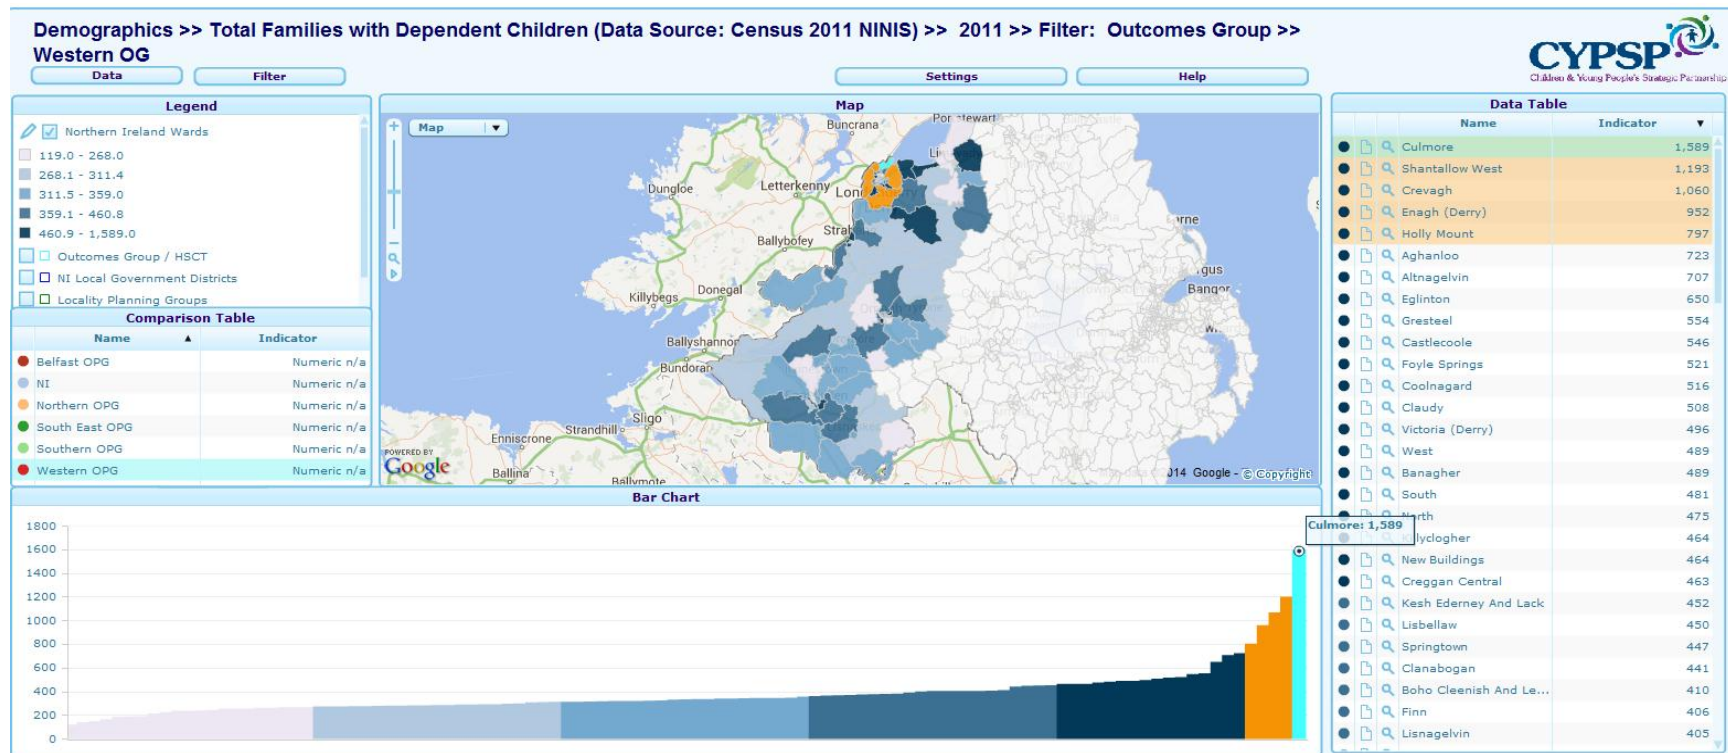 Demographics >> Total Families with Dependent Children (Data Source: Census 2011 NINIS) >> 2011 >> Filter: Outcomes Group >>
Western OG
Data
Filter
Settings
Help
CYPSP
Children & Young People's Strategic Partnership
Legend
Northern Ireland Wards
119.0 - 268.0
268.1 - 311.4
311.5 - 359.0
359.1 - 460.8
460.9 - 1,589.0
Outcomes Group / HSCT
NI Local Government Districts
Locality Planning Groups
Comparison Table
Name ▲ Indicator
Belfast OPG Numeric n/a
NI Numeric n/a
Northern OPG Numeric n/a
South East OPG Numeric n/a
Southern OPG Numeric n/a
Western OPG Numeric n/a
Map
Map ▼
Buncrana
Dungloe
Letterkenny
Ballybofey
Donegal
Killybegs
Bangor
Ballyshannon
Bundoran
Sligo
Strandhill
Enniscrone
Ballina
Ballymote
POWERED BY
Google
2014 Google - © Copyright
Data Table
Name Indicator ▼
Culmore 1,589
Shantallow West 1,193
Crevagh 1,060
Enagh (Derry) 952
Holly Mount 797
Aghanloo 723
Altnagelvin 707
Eglinton 650
Gresteel 554
Castlecoole 546
Foyle Springs 521
Coolnagard 516
Claudy 508
Victoria (Derry) 496
West 489
Banagher 489
South 481
North 475
Killyclogher 464
New Buildings 464
Creggan Central 463
Kesh Ederney And Lack 452
Lisbellaw 450
Springtown 447
Clanabogan 441
Boho Cleenish And Le... 410
Finn 406
Lisnagelvin 405
Bar Chart
Culmore: 1,589
1800
1600
1400
1200
1000
800
600
400
200
0